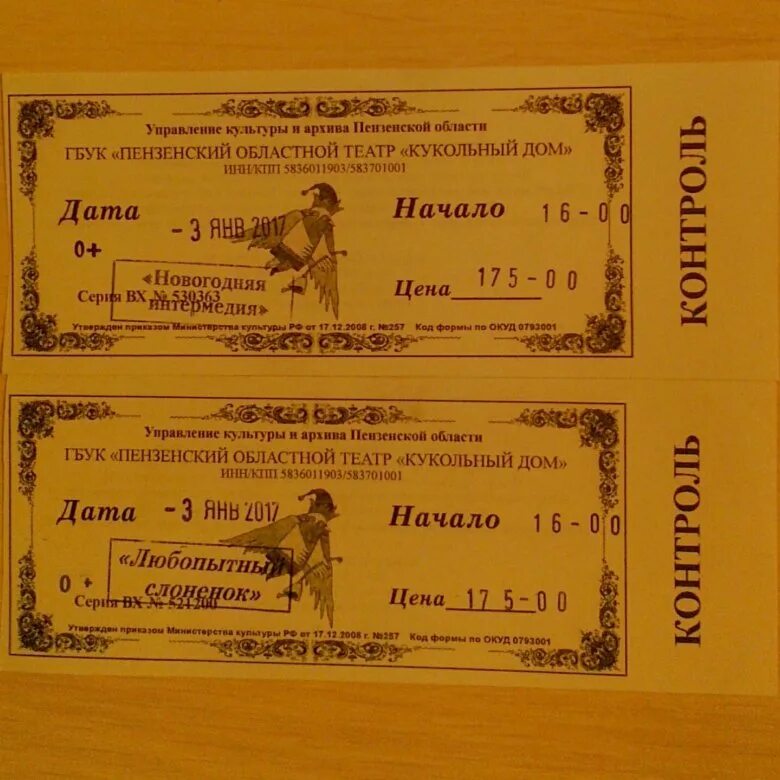 Управление культуры и архива Пензенской области
ГБУК «ПЕНЗЕНСКИЙ ОБЛАСТНОЙ ТЕАТР «КУКОЛЬНЫЙ ДОМ»
ИНН/КПП 5836011903/583701001
Дата - 3 ЯНВ 2017 Начало 16-00
0+
«Новогодняя интермедия»
Серия ВХ № 530363
Цена 175-00
Утвержден приказом Министерства культуры РФ от 17.12.2008 г. №257 Код формы по ОКУД 0793001
КОНТРОЛЬ
Управление культуры и архива Пензенской области
ГБУК «ПЕНЗЕНСКИЙ ОБЛАСТНОЙ ТЕАТР «КУКОЛЬНЫЙ ДОМ»
ИНН/КПП 5836011903/583701001
Дата - 3 ЯНВ 2017 Начало 16-00
«Любопытный
слоненок»
0+
Серия ВХ № 521200
Цена 175-00
Утвержден приказом Министерства культуры РФ от 17.12.2008 г. №257 Код формы по ОКУД 0793001
КОНТРОЛЬ